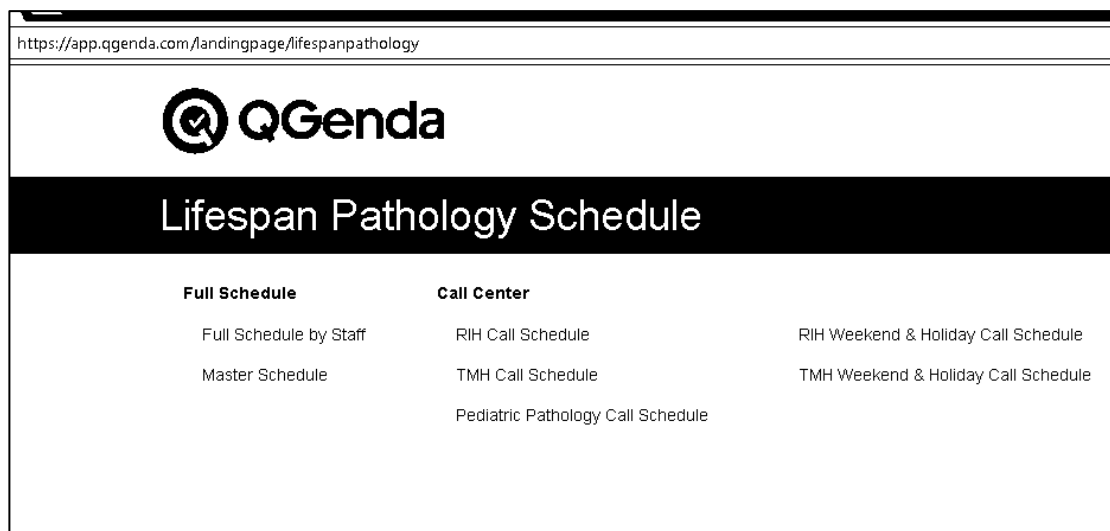 https://app.qgenda.com/landingpage/lifespanpathology
QGenda
Lifespan Pathology Schedule
Full Schedule
Call Center
Full Schedule by Staff
RIH Call Schedule
RIH Weekend & Holiday Call Schedule
Master Schedule
TMH Call Schedule
TMH Weekend & Holiday Call Schedule
Pediatric Pathology Call Schedule